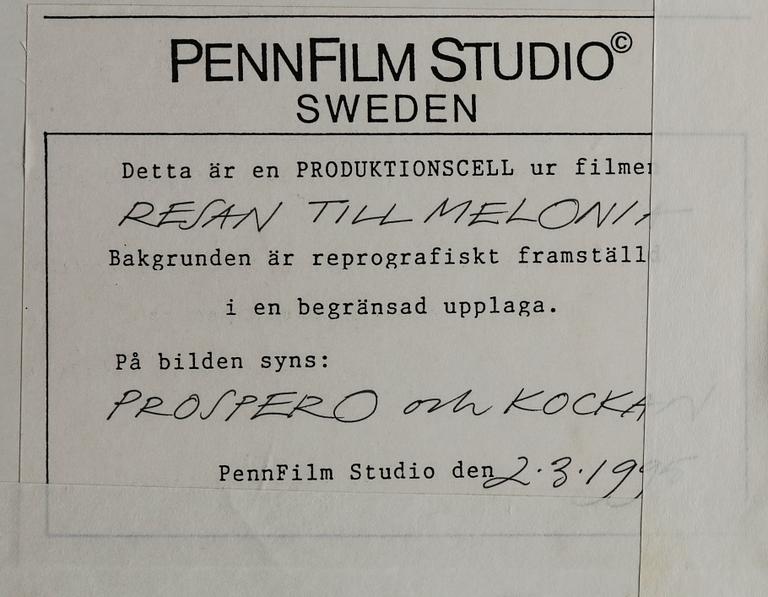 PENNFILM STUDIO©
SWEDEN
Detta är en PRODUKTIONSCELL ur filmen
RESAN TILL MELONIA
Bakgrunden är reprografiskt framställd
i en begränsad upplaga.
På bilden syns:
PROSPERO och KOCKAN
PennFilm Studio den 2.3.1995